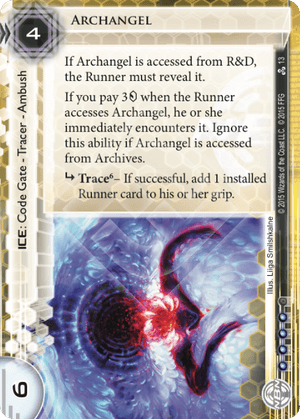 4
ARCHANGEL
If Archangel is accessed from R&D,
the Runner must reveal it.
If you pay 3 when the Runner
accesses Archangel, he or she
immediately encounters it. Ignore
this ability if Archangel is accessed
from Archives.
Trace6– If successful, add 1 installed
Runner card to his or her grip.
ICE: Code Gate - Tracer - Ambush
13
© 2015 Wizards of the Coast LLC. © 2015 FFG
Illus. Liiga Smilshkalne
6